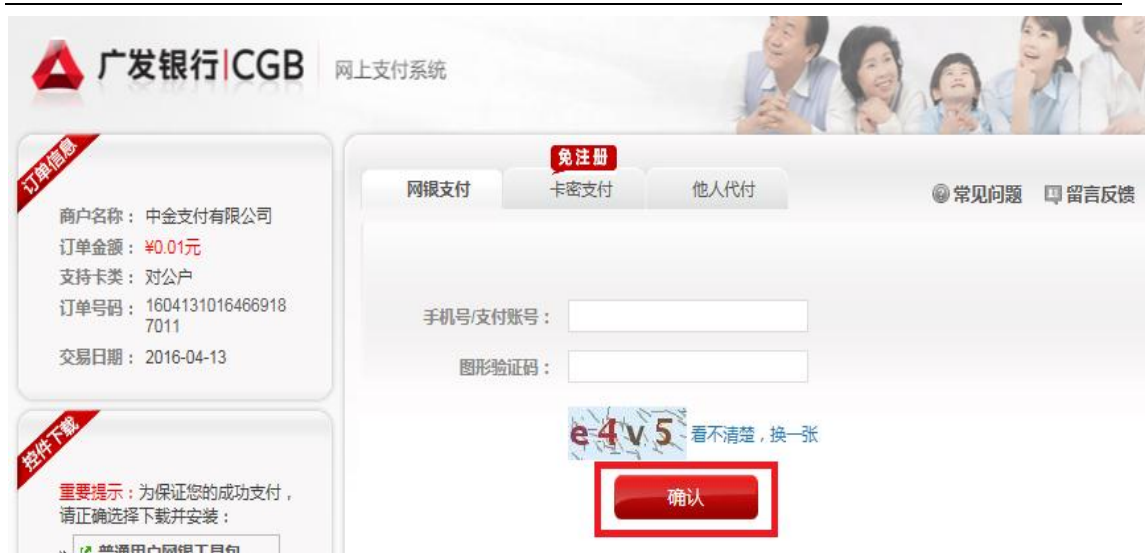 广发银行|CGB 网上支付系统
订单信息
商户名称： 中金支付有限公司
订单金额： ¥0.01元
支持卡类： 对公户
订单号码： 1604131016466918
7011
交易日期： 2016-04-13
控件下载
重要提示：为保证您的成功支付，
请正确选择下载并安装：
普通用户网银工具包
免注册
网银支付 卡密支付 他人代付
常见问题 留言反馈
手机号/支付账号：
图形验证码：
e4v5 看不清楚，换一张
确认